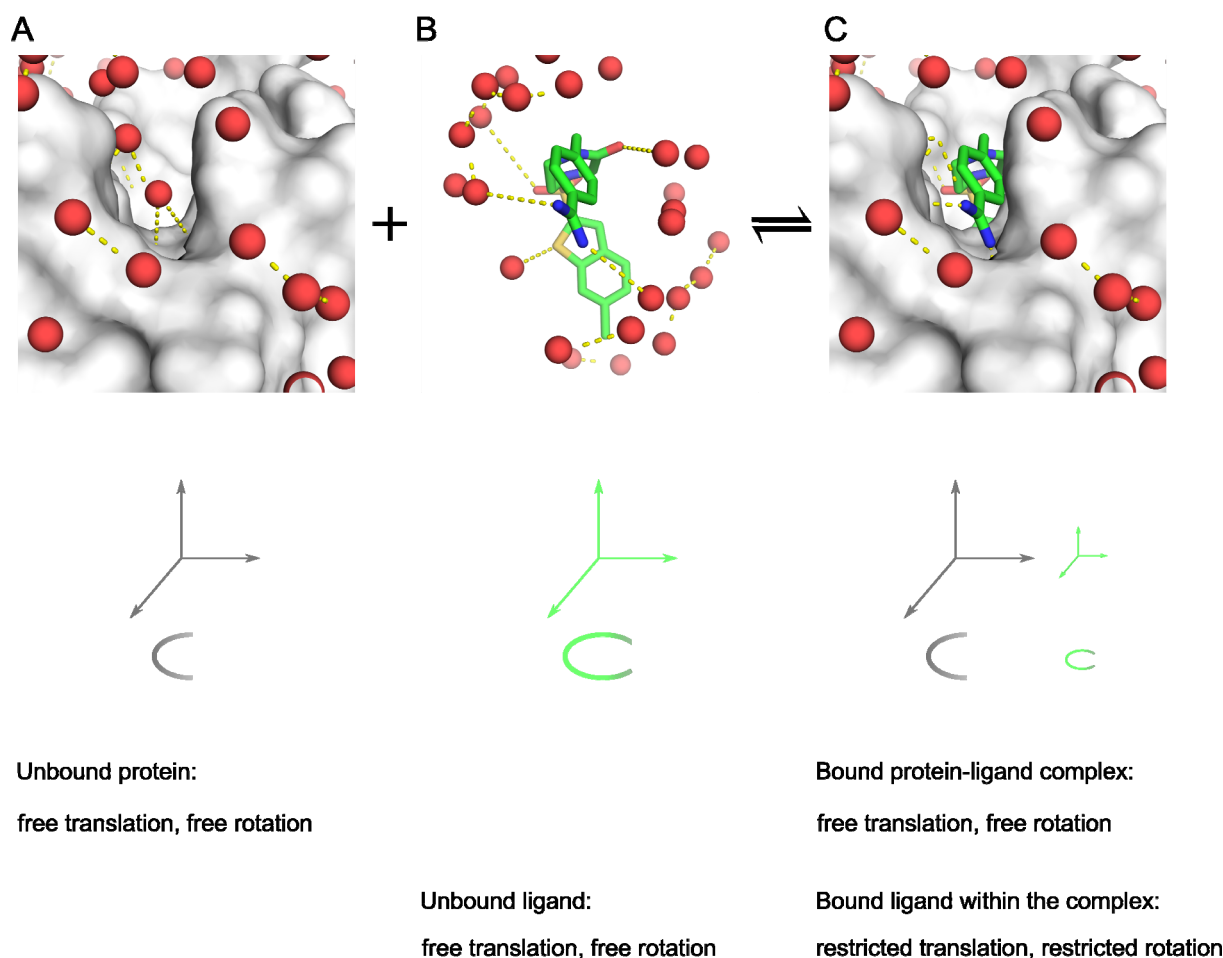 A
B
C
+
⇌
Unbound protein:
free translation, free rotation
Unbound ligand:
free translation, free rotation
Bound protein-ligand complex:
free translation, free rotation
Bound ligand within the complex:
restricted translation, restricted rotation